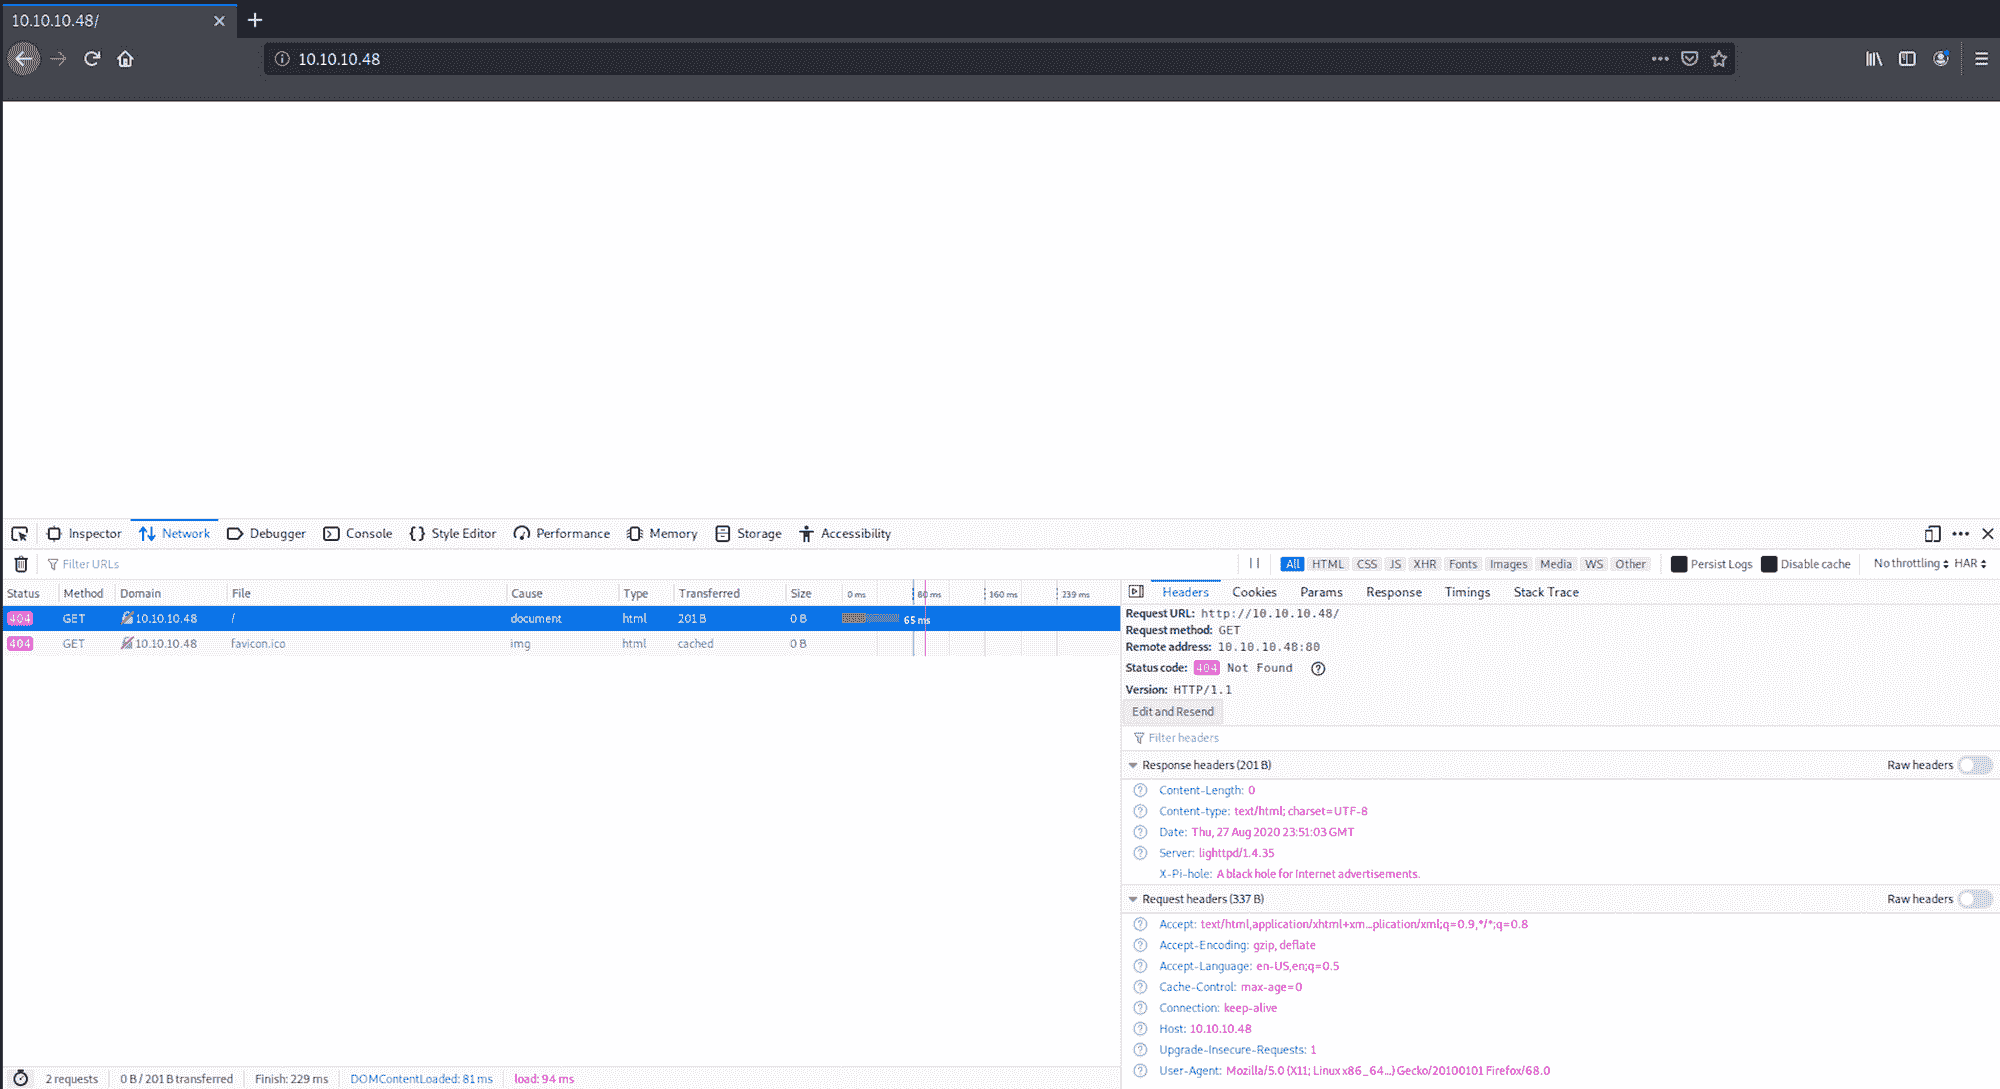 10.10.10.48/
10.10.10.48
Inspector Network Debugger Console Style Editor Performance Memory Storage Accessibility
Filter URLs
All HTML CSS JS XHR Fonts Images Media WS Other Persist Logs Disable cache No throttling HAR
Status Method Domain File Cause Type Transferred Size 0 ms 80 ms 160 ms 239 ms
404 GET 10.10.10.48 / document html 201 B 0 B 65 ms
404 GET 10.10.10.48 favicon.ico img html cached 0 B
Headers Cookies Params Response Timings Stack Trace
Request URL: http://10.10.10.48/
Request method: GET
Remote address: 10.10.10.48:80
Status code: 404 Not Found
Version: HTTP/1.1
Edit and Resend
Filter headers
Response headers (201 B) Raw headers
Content-Length: 0
Content-type: text/html; charset=UTF-8
Date: Thu, 27 Aug 2020 23:51:03 GMT
Server: lighttpd/1.4.35
X-Pi-hole: A black hole for Internet advertisements.
Request headers (337 B) Raw headers
Accept: text/html,application/xhtml+xm…plication/xml;q=0.9,*/*;q=0.8
Accept-Encoding: gzip, deflate
Accept-Language: en-US,en;q=0.5
Cache-Control: max-age=0
Connection: keep-alive
Host: 10.10.10.48
Upgrade-Insecure-Requests: 1
User-Agent: Mozilla/5.0 (X11; Linux x86_64…) Gecko/20100101 Firefox/68.0
2 requests 0 B / 201 B transferred Finish: 229 ms DOMContentLoaded: 81 ms load: 94 ms